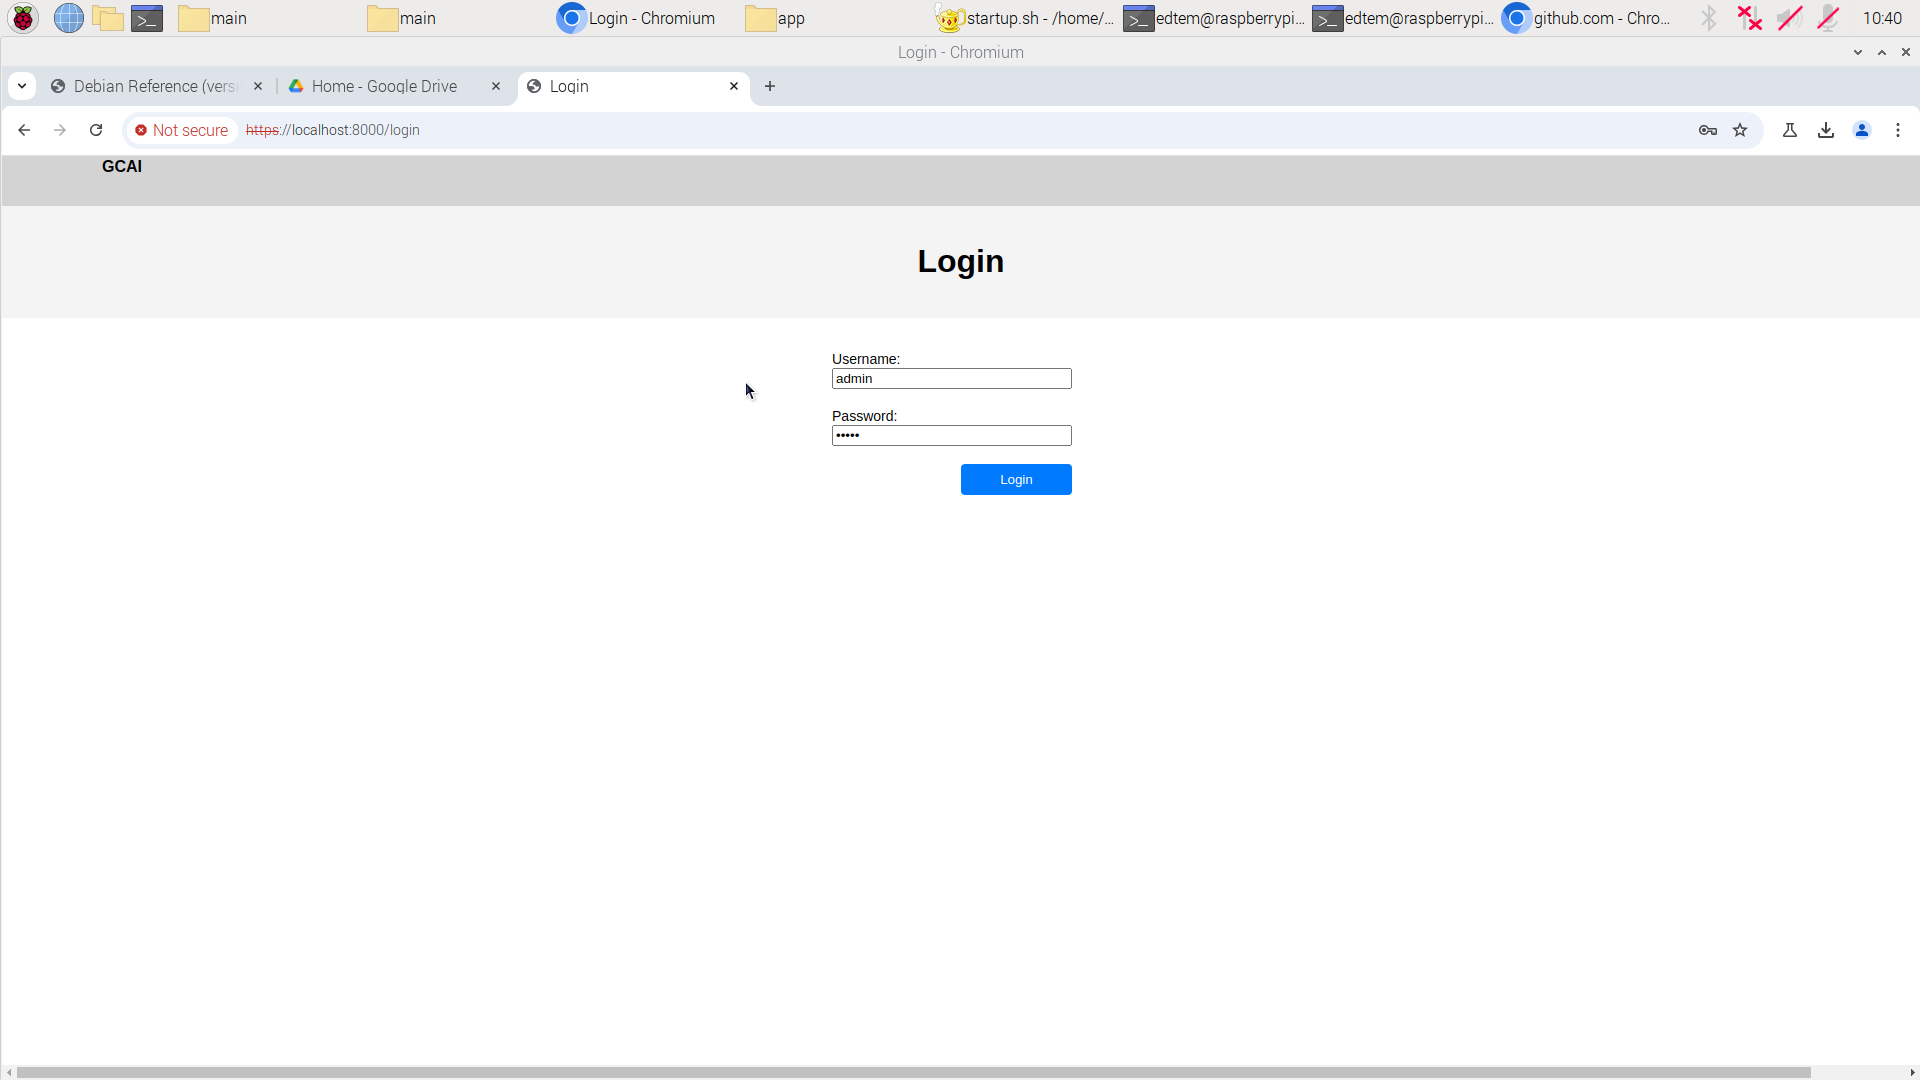 main
main
Login - Chromium
app
startup.sh - /home/...
edtem@raspberrypi...
edtem@raspberrypi...
github.com - Chro...
10:40
Login - Chromium
Debian Reference (vers
Home - Google Drive
Login
Not secure
https://localhost:8000/login
GCAI
Login
Username:
admin
Password:
•••••
Login